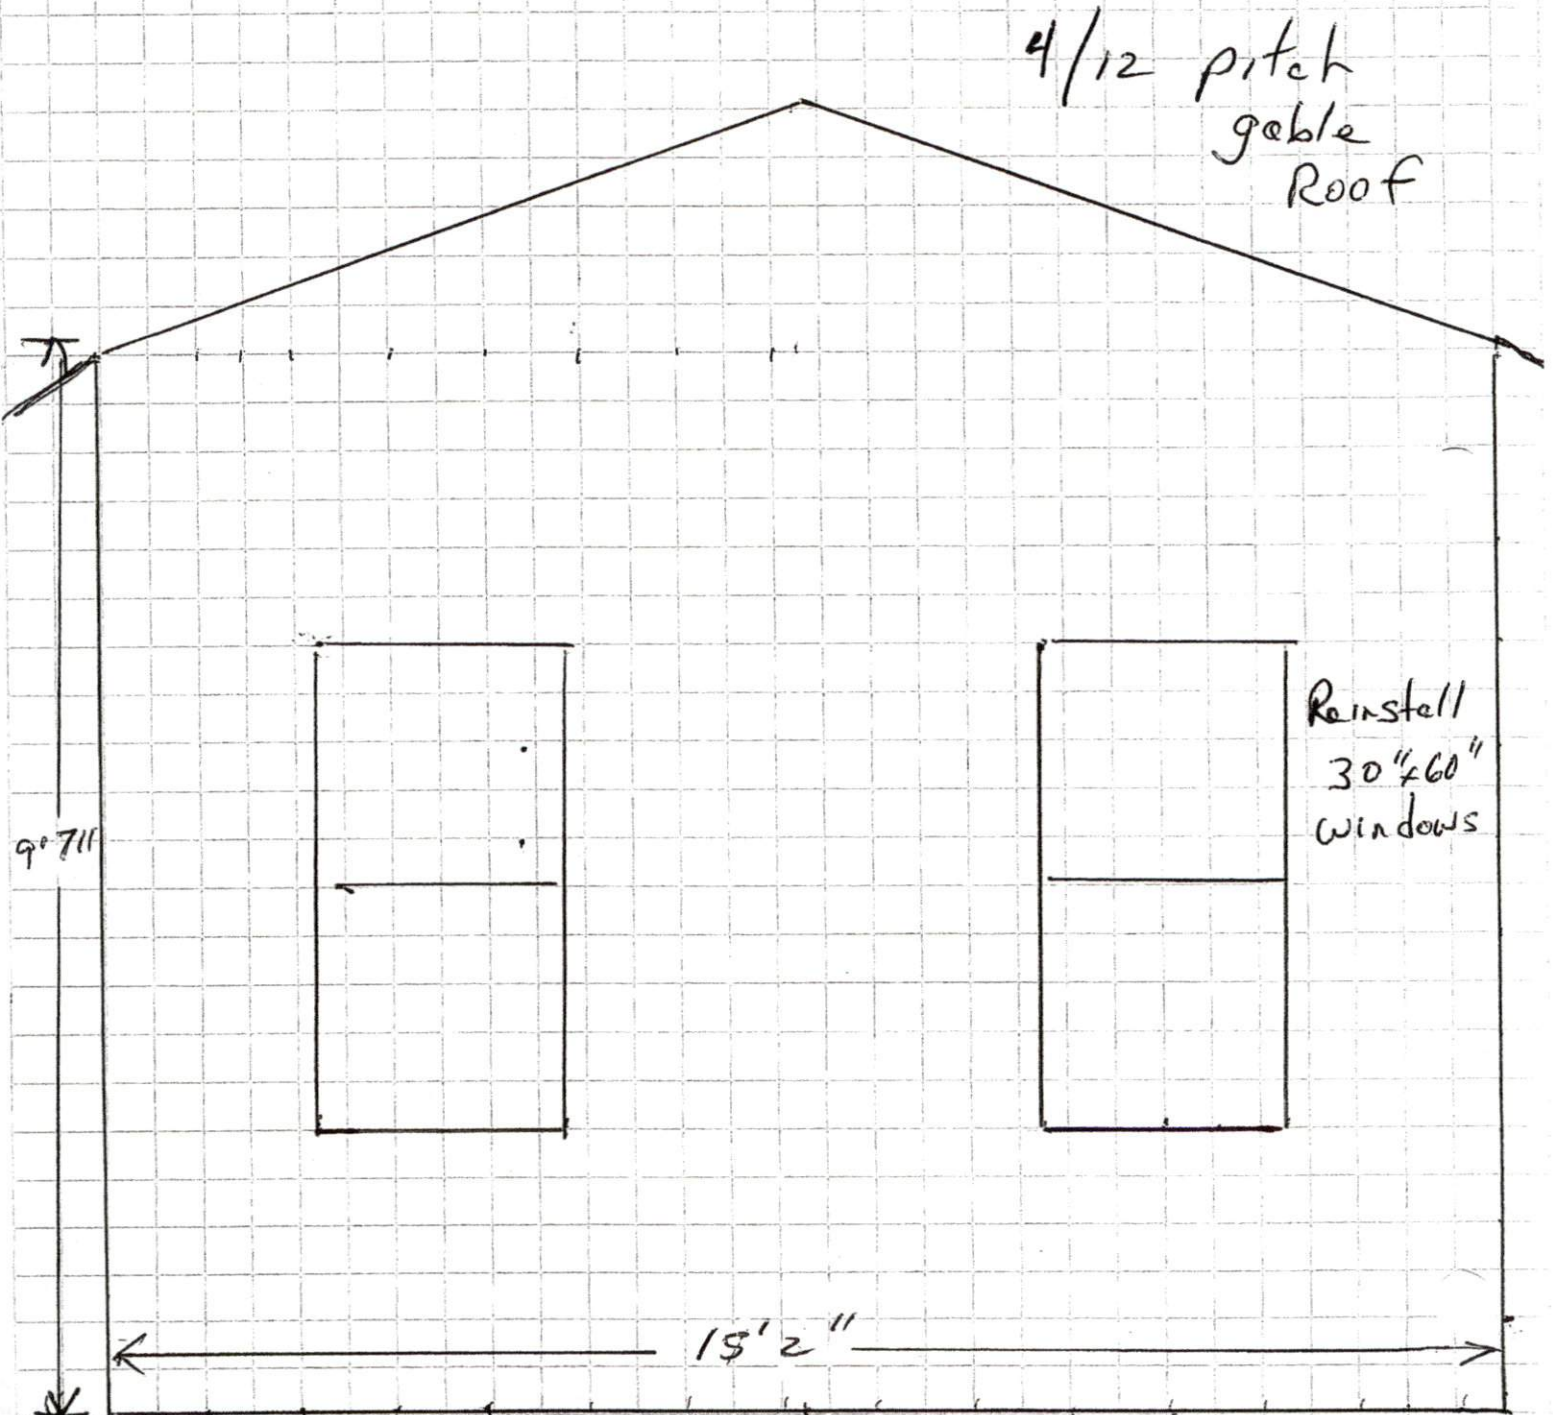 4/12 pitch
gable
Roof
Reinstall
30"x60"
windows
9' 7"
15' 2"